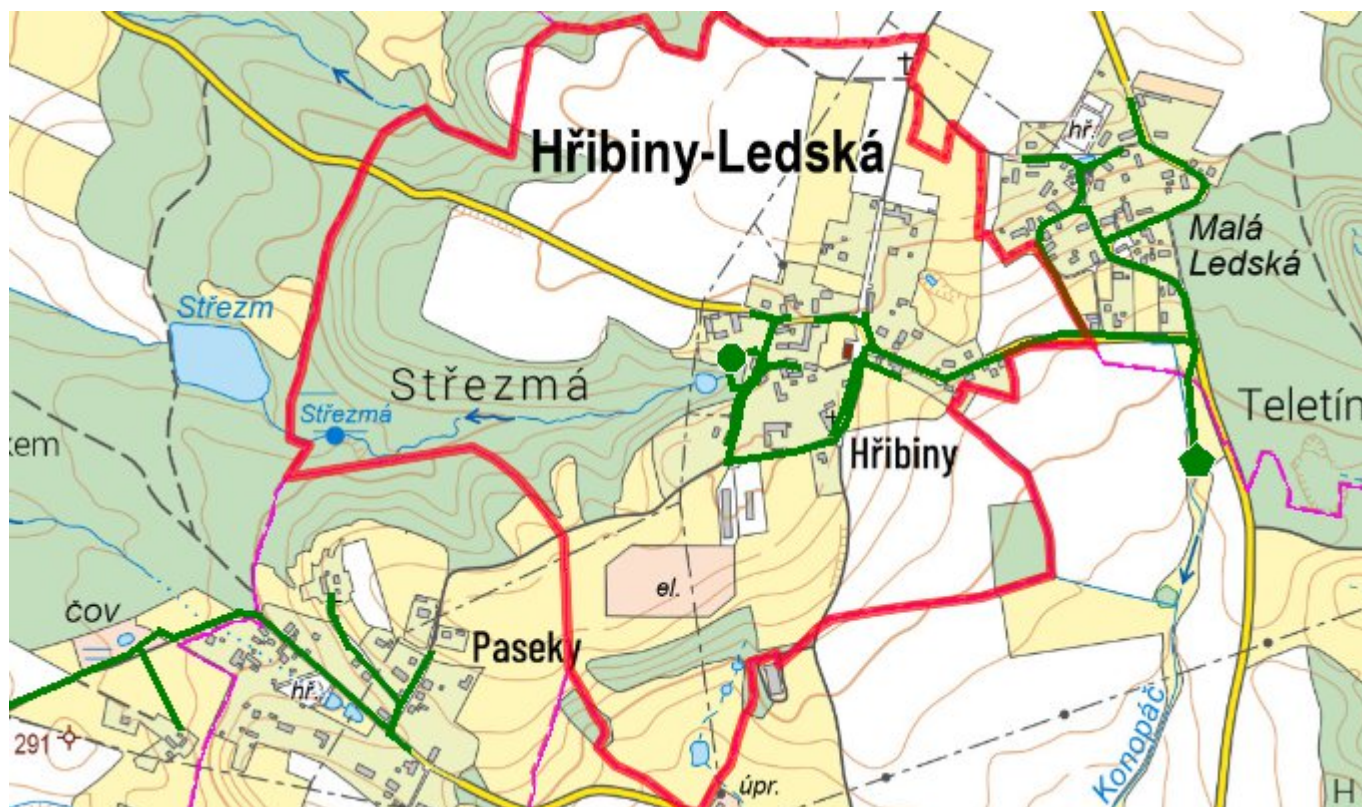 hř.
Hřibiny-Ledská
Malá
Ledská
Střezm
Střezmá
Střezmá
Teletín
kem
Hřibiny
el.
čov
Paseky
hř.
Konopáč
291
úpr.
H